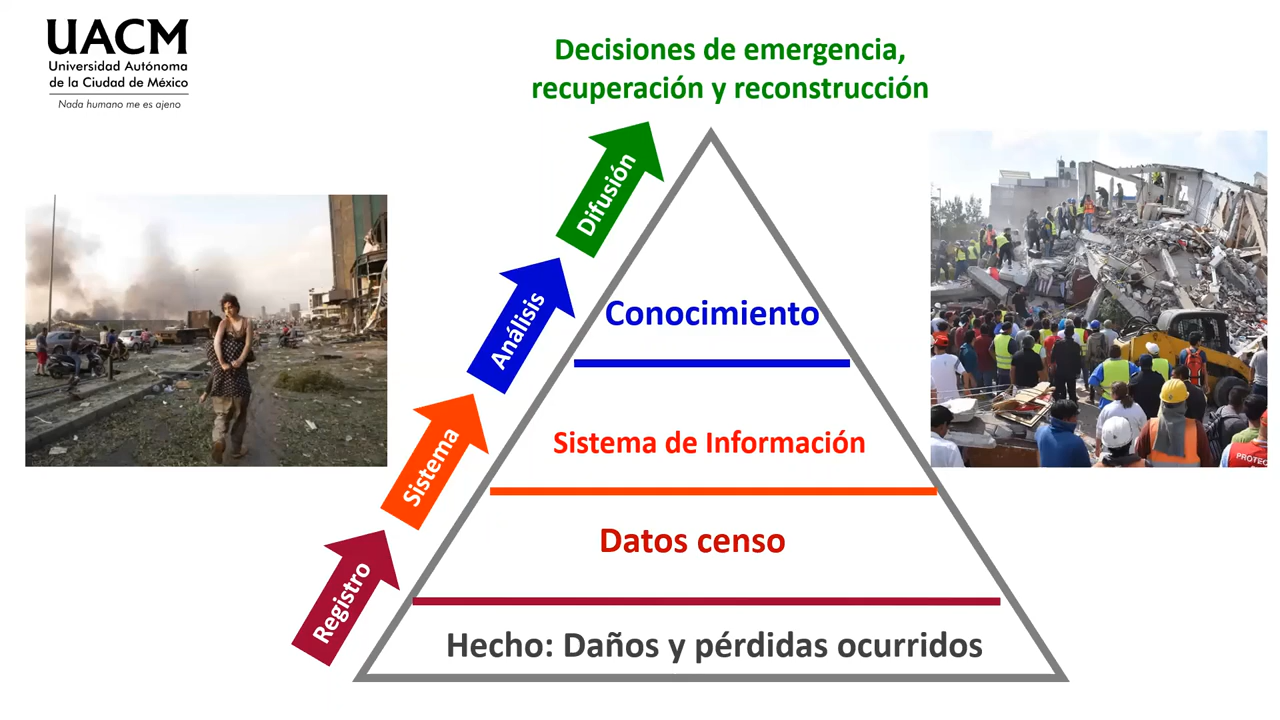 UACM
Universidad Autónoma
de la Ciudad de México
Nada humano me es ajeno
Decisiones de emergencia,
recuperación y reconstrucción
Difusión
Análisis
Sistema
Registro
Conocimiento
Sistema de Información
Datos censo
Hecho: Daños y pérdidas ocurridos
PROTEC